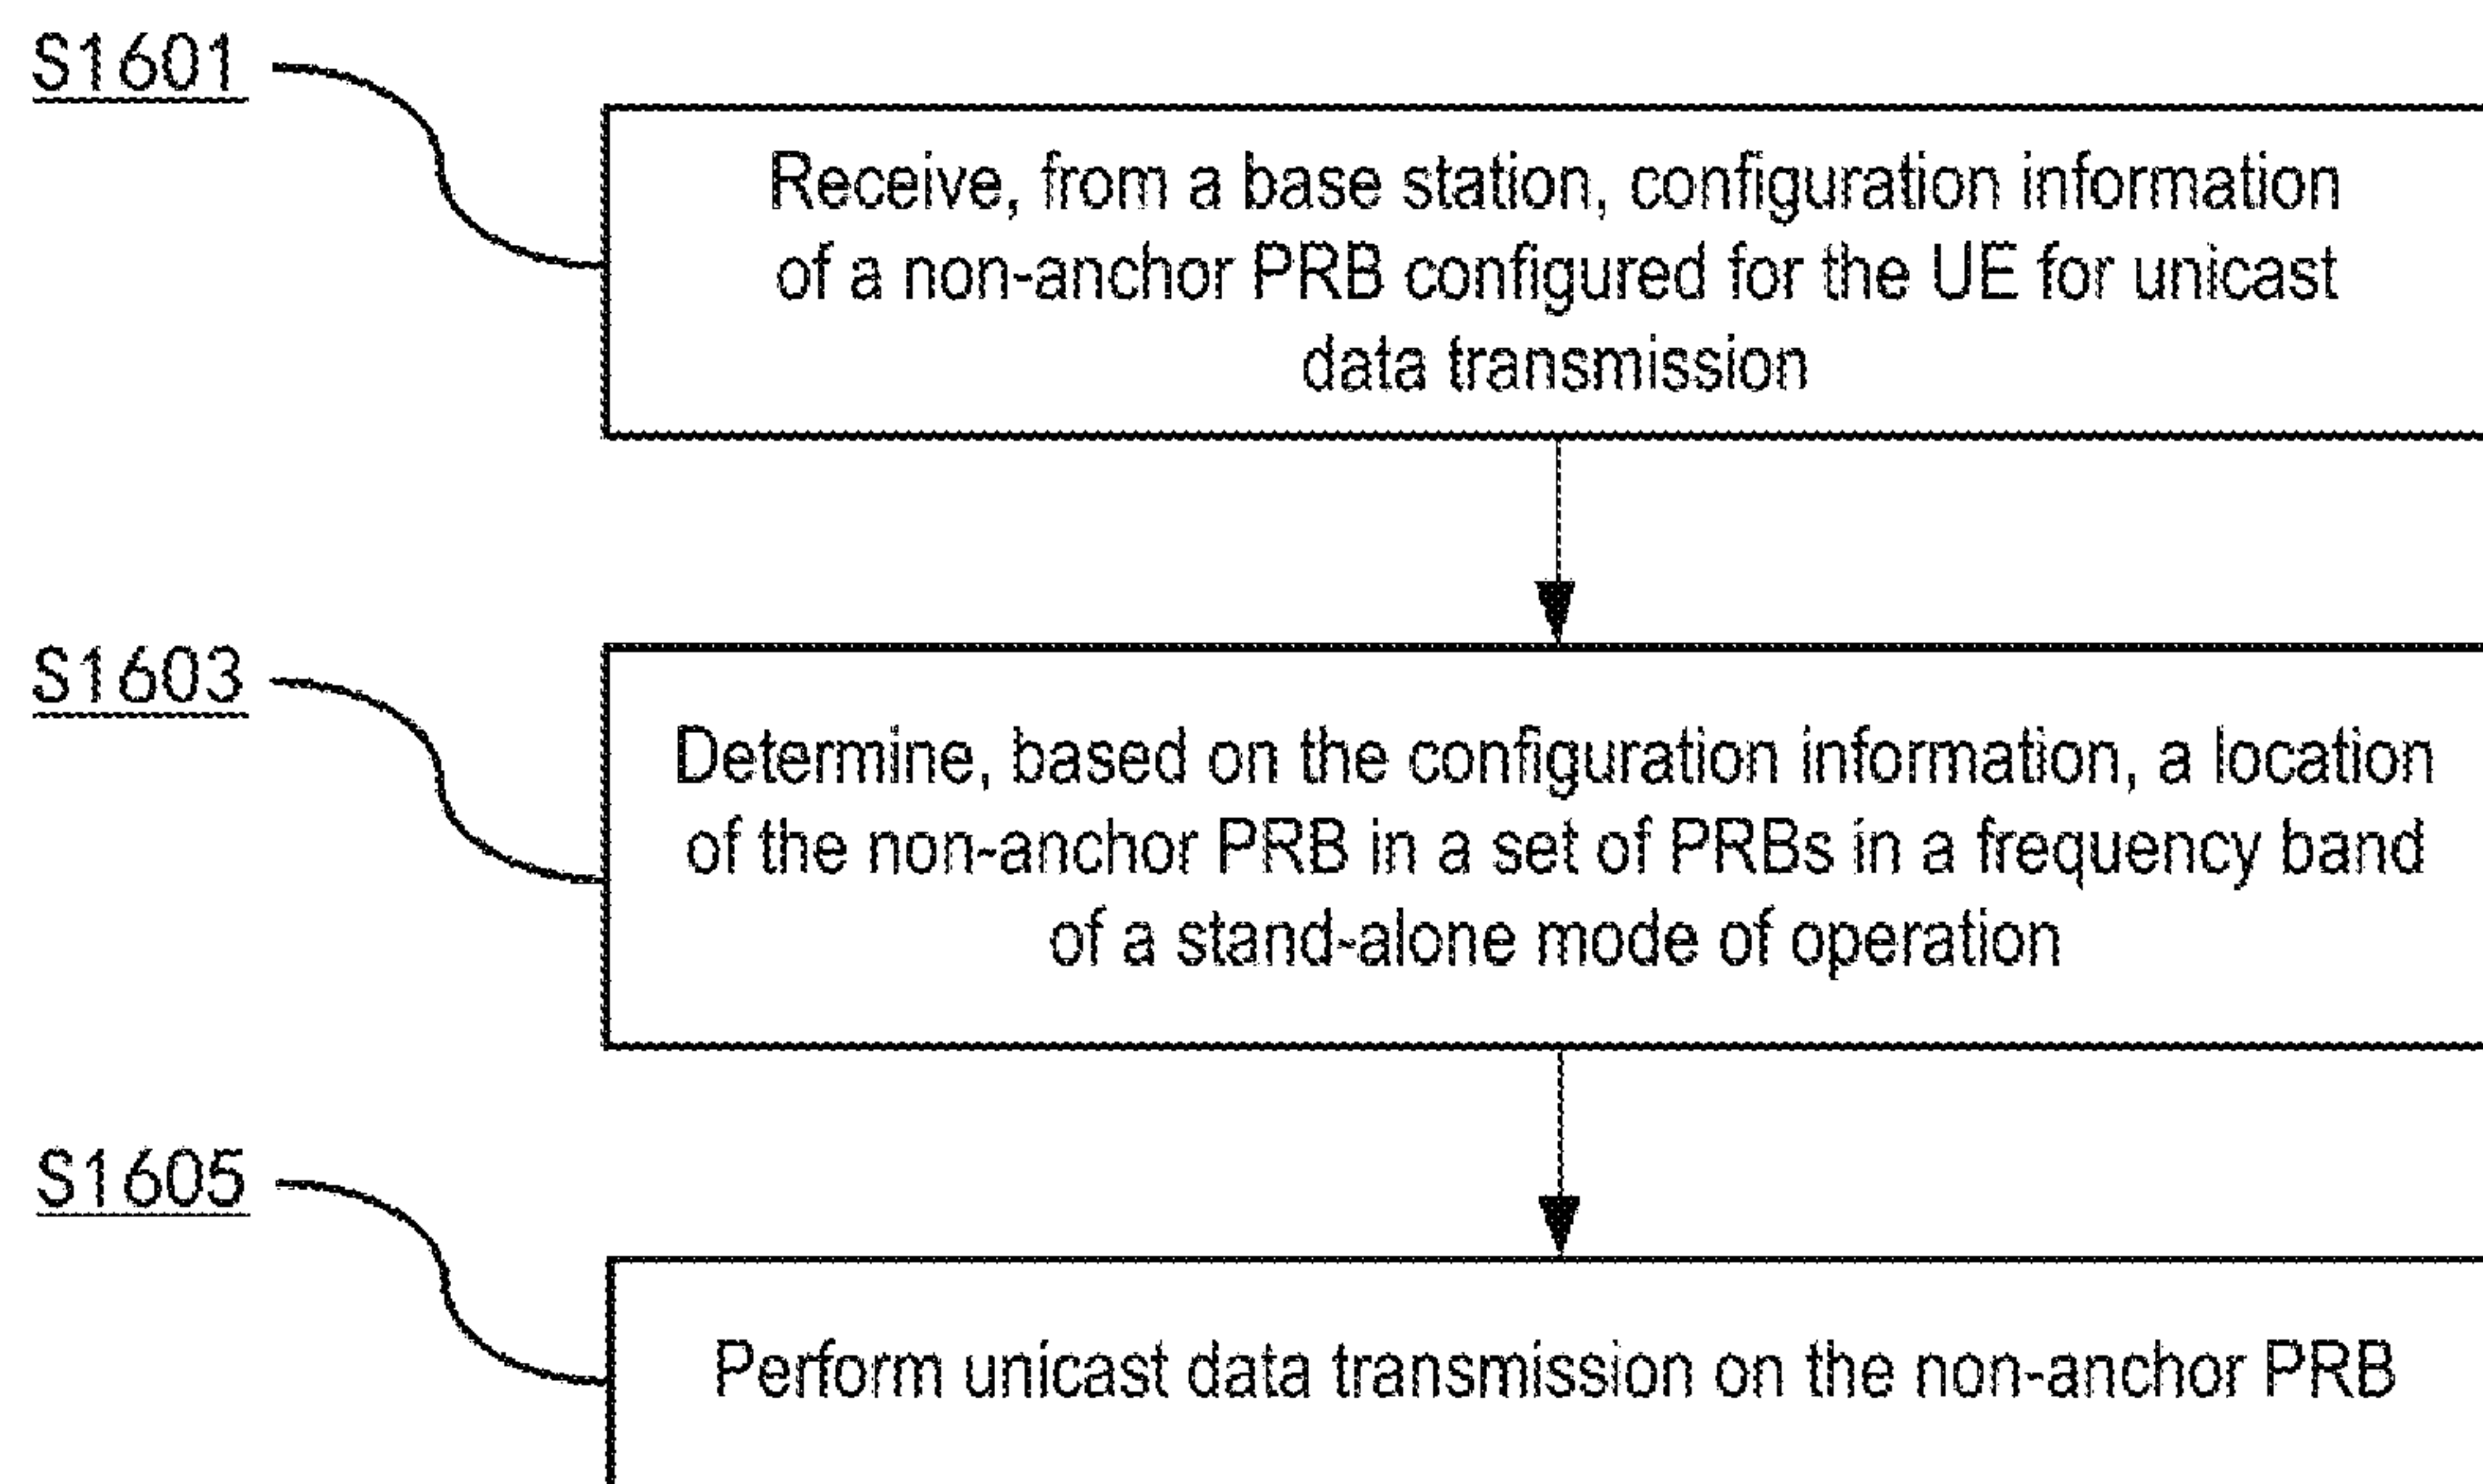 S1601
Receive, from a base station, configuration information
of a non-anchor PRB configured for the UE for unicast
data transmission
S1603
Determine, based on the configuration information, a location
of the non-anchor PRB in a set of PRBs in a frequency band
of a stand-alone mode of operation
S1605
Perform unicast data transmission on the non-anchor PRB